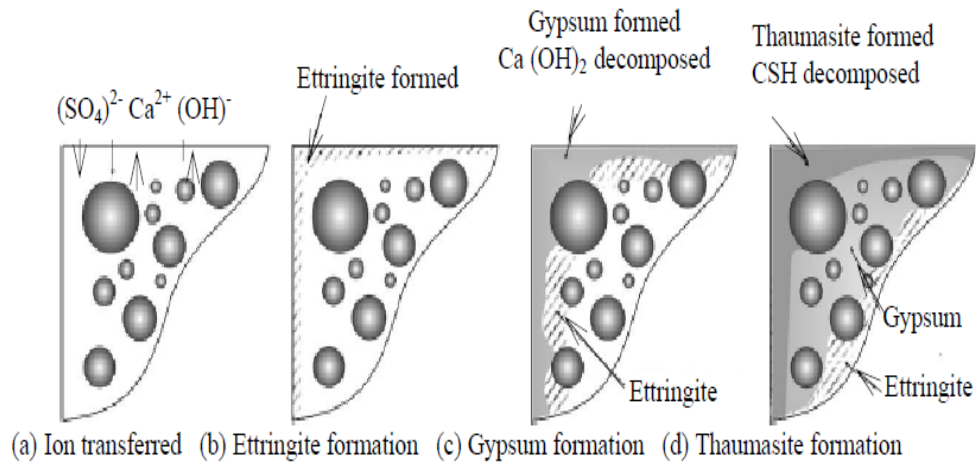 (SO₄)²⁻ Ca²⁺ (OH)⁻
Ettringite formed
Gypsum formed
Ca (OH)₂ decomposed
Thaumasite formed
CSH decomposed
Ettringite
Gypsum
Ettringite
(a) Ion transferred (b) Ettringite formation (c) Gypsum formation (d) Thaumasite formation